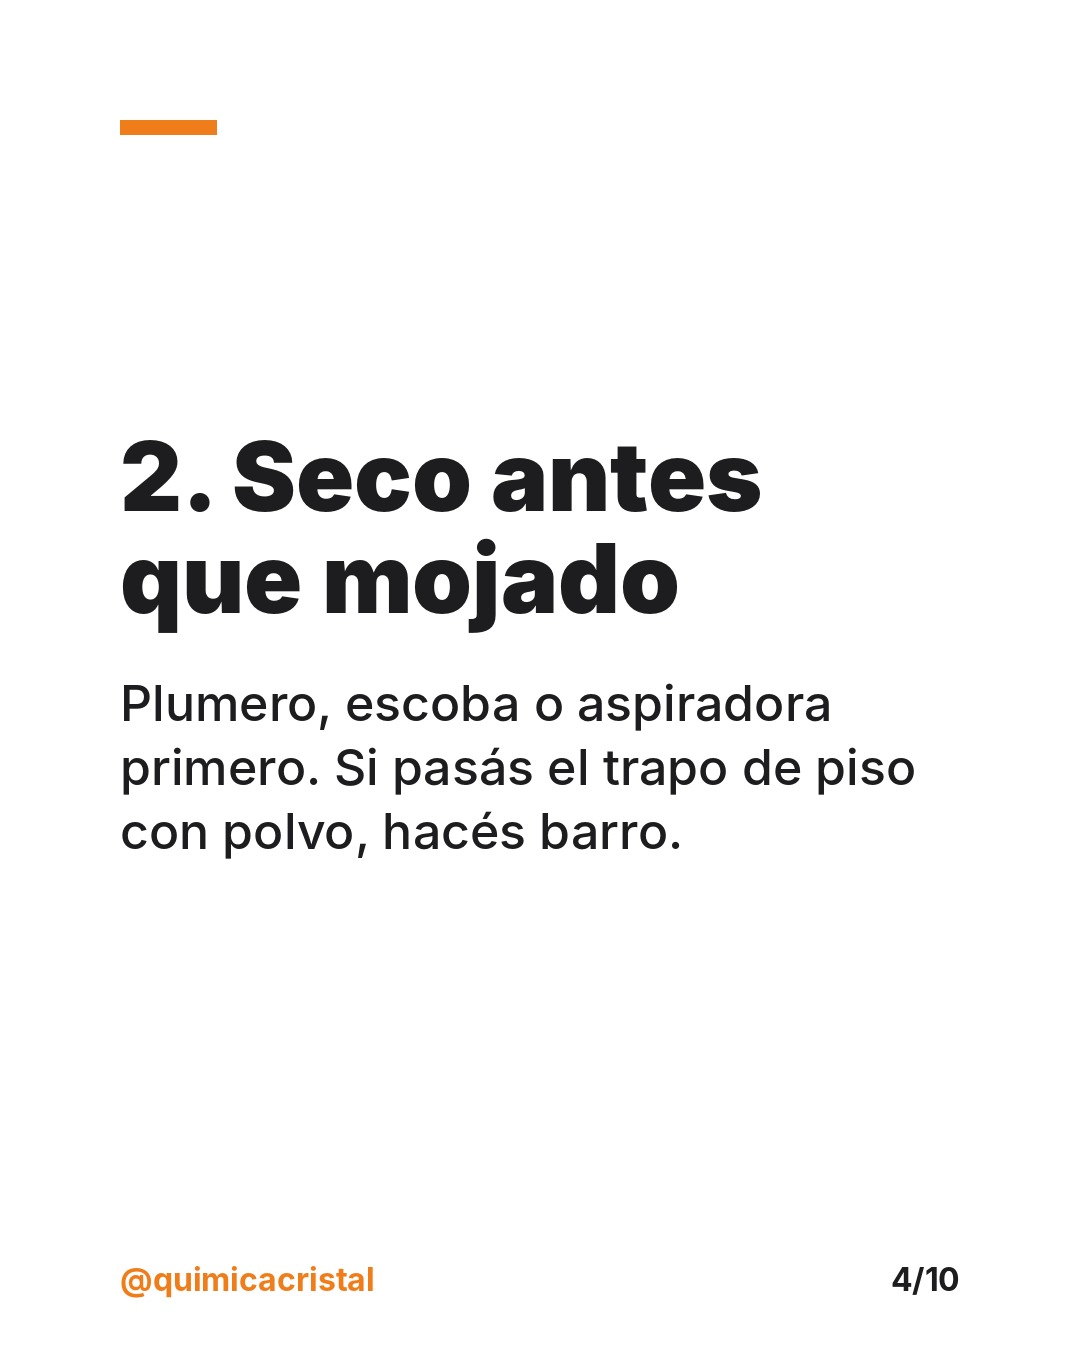 2. Seco antes
que mojado
Plumero, escoba o aspiradora
primero. Si pasás el trapo de piso
con polvo, hacés barro.
@quimicacristal
4/10